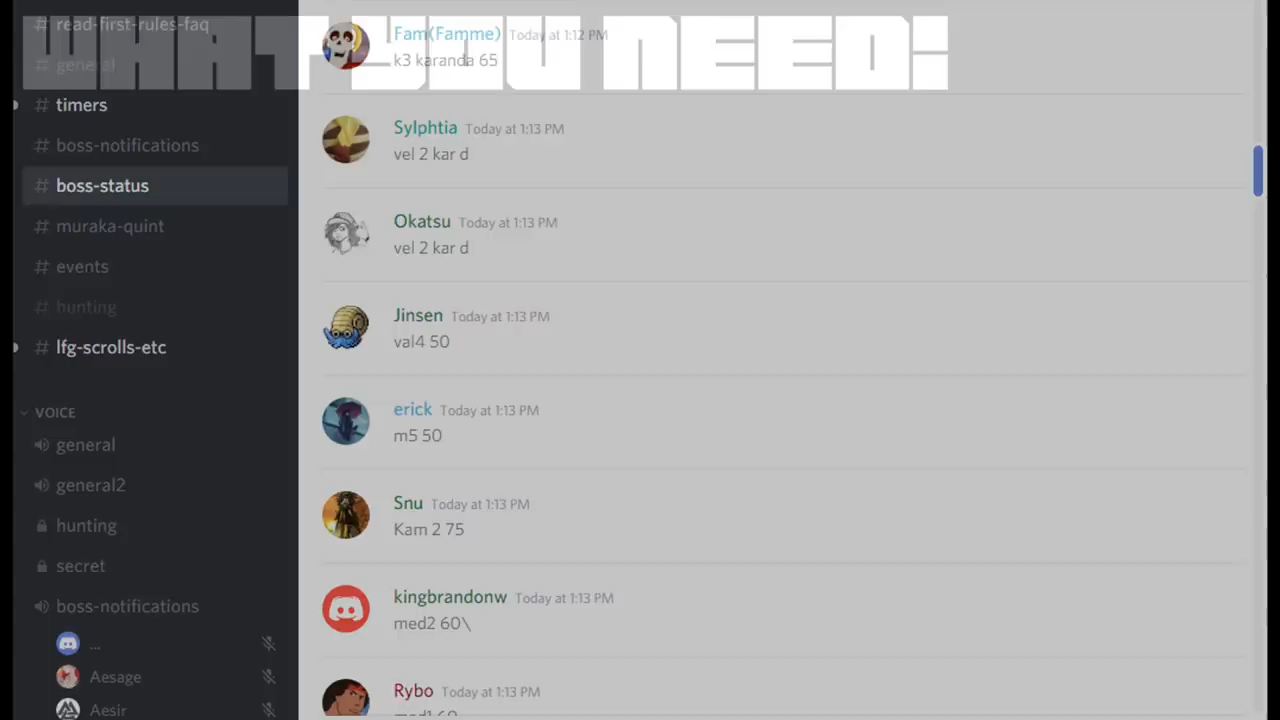 WHAT YOU NEED:
# read-first-rules-faq
# general
# timers
# boss-notifications
# boss-status
# muraka-quint
# events
# hunting
# lfg-scrolls-etc
VOICE
general
general2
hunting
secret
boss-notifications
...
Aesage
Aesir
Fam(Famme) Today at 1:12 PM
k3 karanda 65
Sylphtia Today at 1:13 PM
vel 2 kar d
Okatsu Today at 1:13 PM
vel 2 kar d
Jinsen Today at 1:13 PM
val4 50
erick Today at 1:13 PM
m5 50
Snu Today at 1:13 PM
Kam 2 75
kingbrandonw Today at 1:13 PM
med2 60\
Rybo Today at 1:13 PM
med1 60